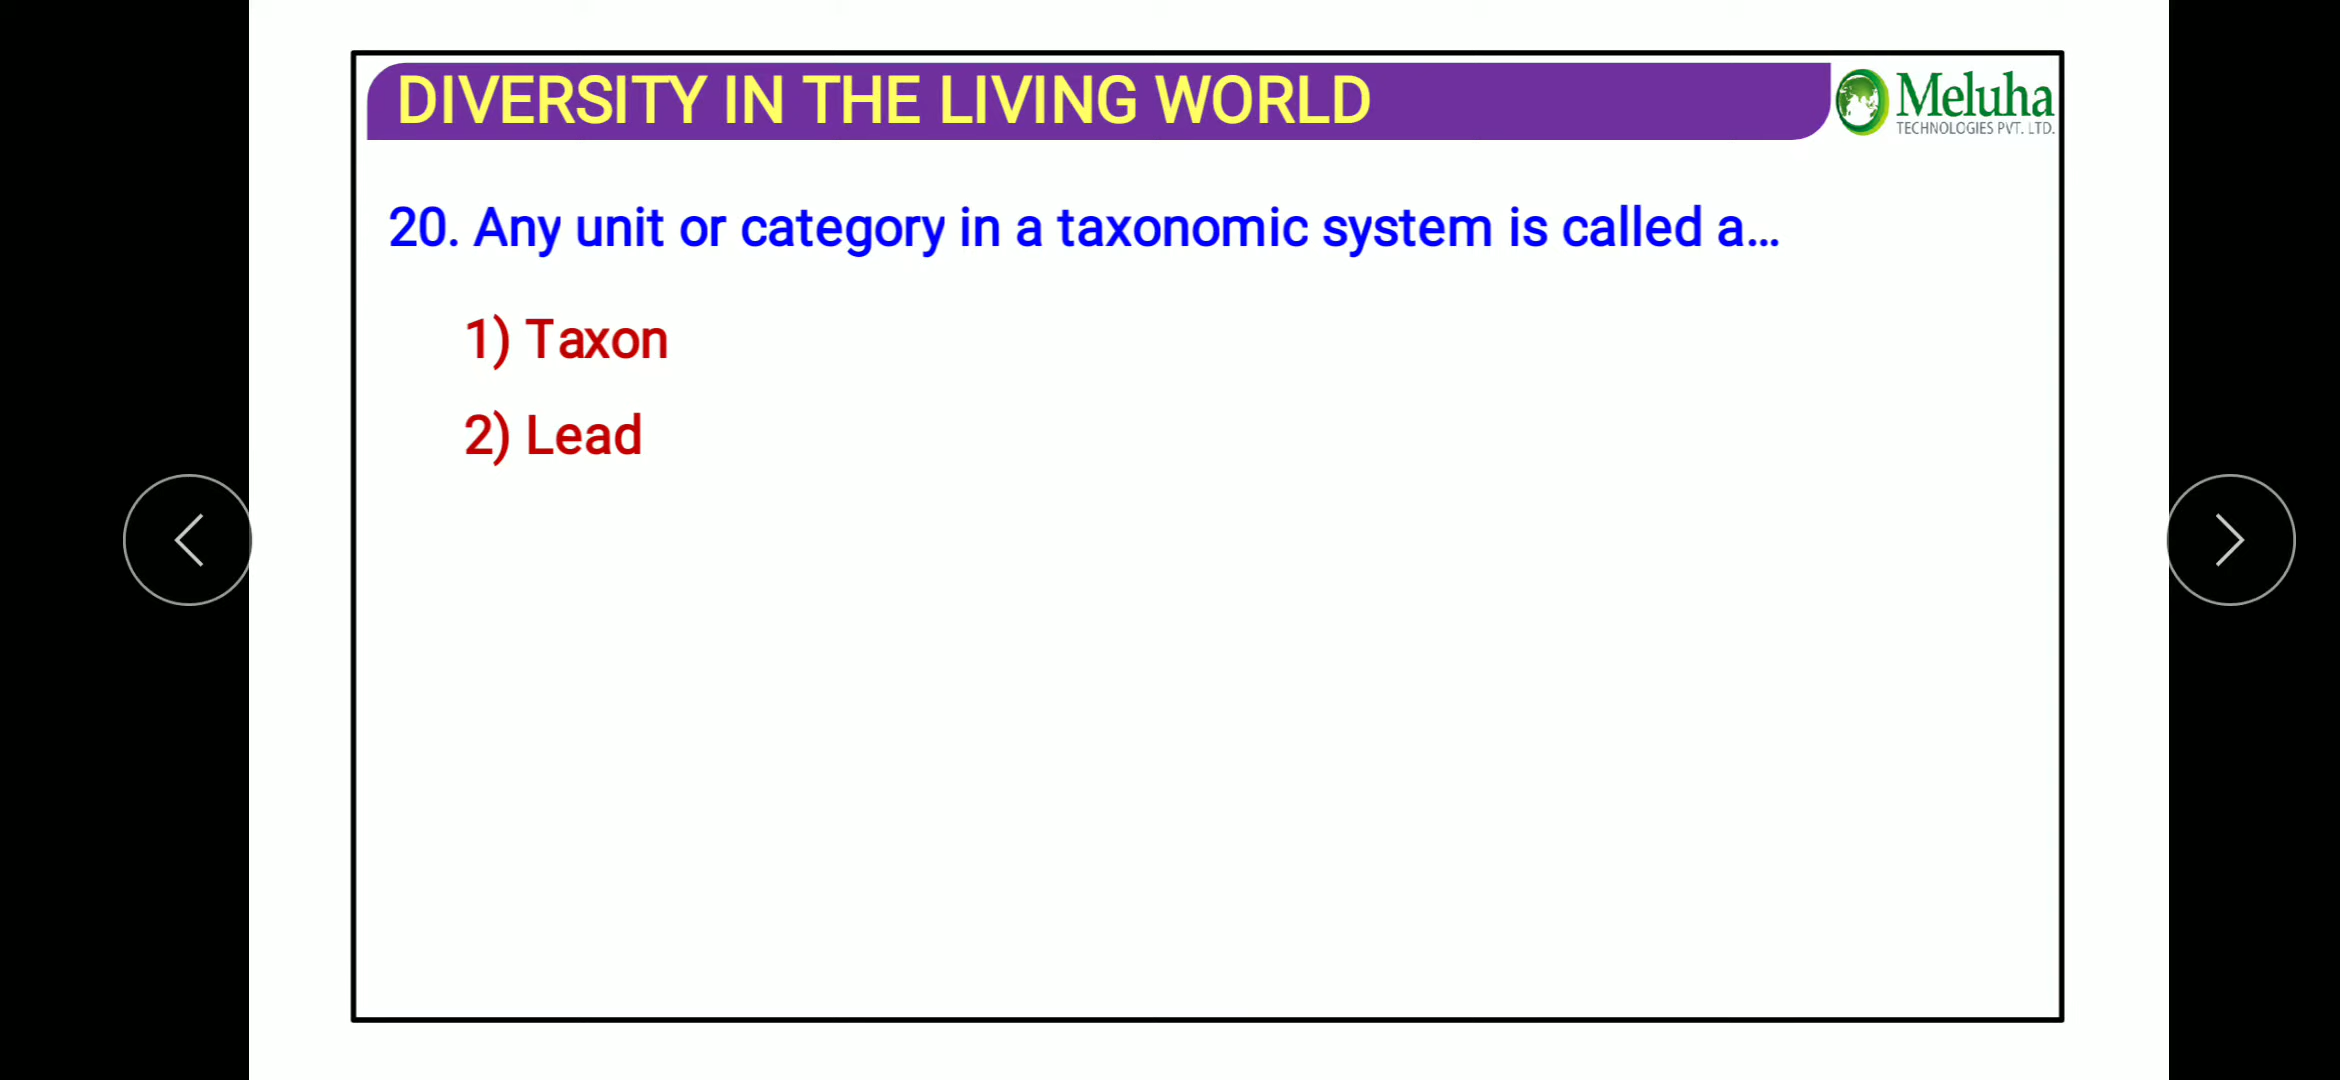 DIVERSITY IN THE LIVING WORLD
Meluha
TECHNOLOGIES PVT. LTD.
20. Any unit or category in a taxonomic system is called a...
1) Taxon
2) Lead